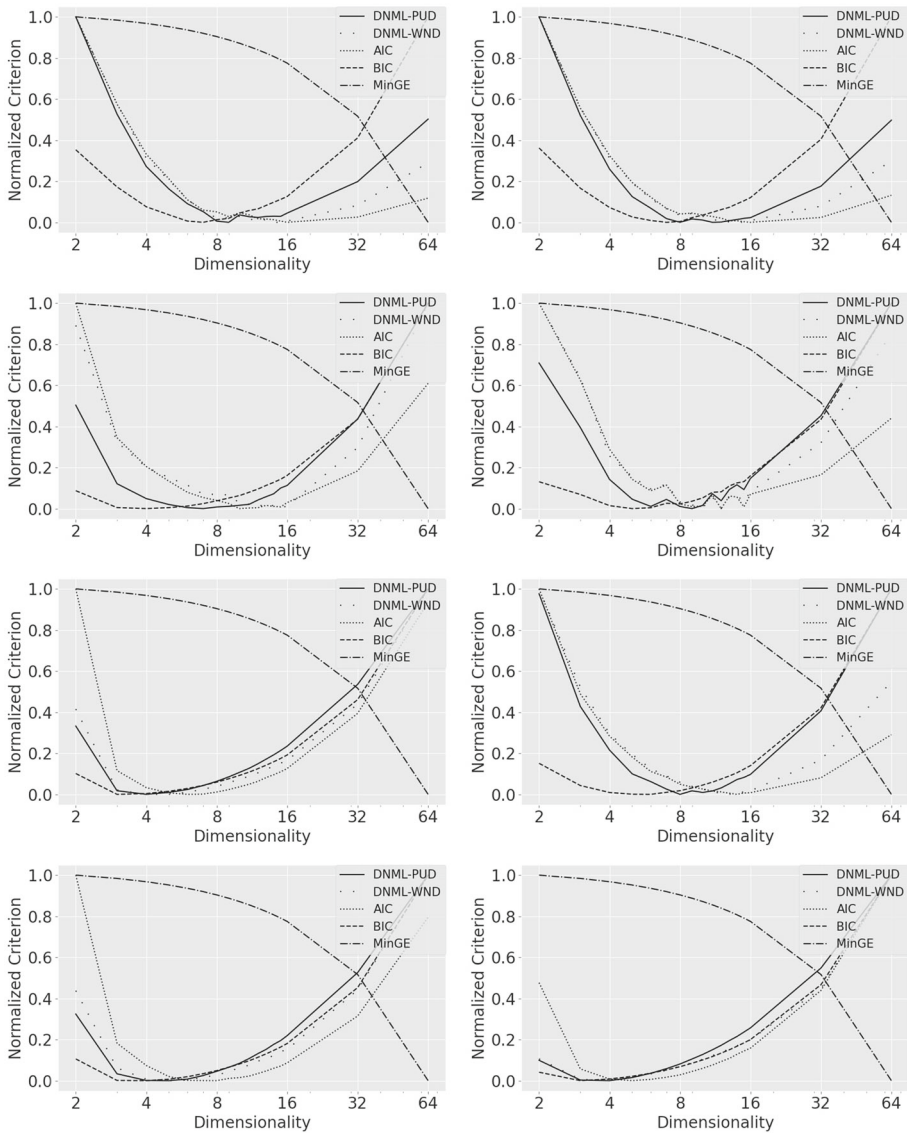 Normalized Criterion
1.0
0.8
0.6
0.4
0.2
0.0
2 4 8 16 32 64
Dimensionality
DNML-PUD
DNML-WND
AIC
BIC
MinGE
Normalized Criterion
1.0
0.8
0.6
0.4
0.2
0.0
2 4 8 16 32 64
Dimensionality
DNML-PUD
DNML-WND
AIC
BIC
MinGE
Normalized Criterion
1.0
0.8
0.6
0.4
0.2
0.0
2 4 8 16 32 64
Dimensionality
DNML-PUD
DNML-WND
AIC
BIC
MinGE
Normalized Criterion
1.0
0.8
0.6
0.4
0.2
0.0
2 4 8 16 32 64
Dimensionality
DNML-PUD
DNML-WND
AIC
BIC
MinGE
Normalized Criterion
1.0
0.8
0.6
0.4
0.2
0.0
2 4 8 16 32 64
Dimensionality
DNML-PUD
DNML-WND
AIC
BIC
MinGE
Normalized Criterion
1.0
0.8
0.6
0.4
0.2
0.0
2 4 8 16 32 64
Dimensionality
DNML-PUD
DNML-WND
AIC
BIC
MinGE
Normalized Criterion
1.0
0.8
0.6
0.4
0.2
0.0
2 4 8 16 32 64
Dimensionality
DNML-PUD
DNML-WND
AIC
BIC
MinGE
Normalized Criterion
1.0
0.8
0.6
0.4
0.2
0.0
2 4 8 16 32 64
Dimensionality
DNML-PUD
DNML-WND
AIC
BIC
MinGE